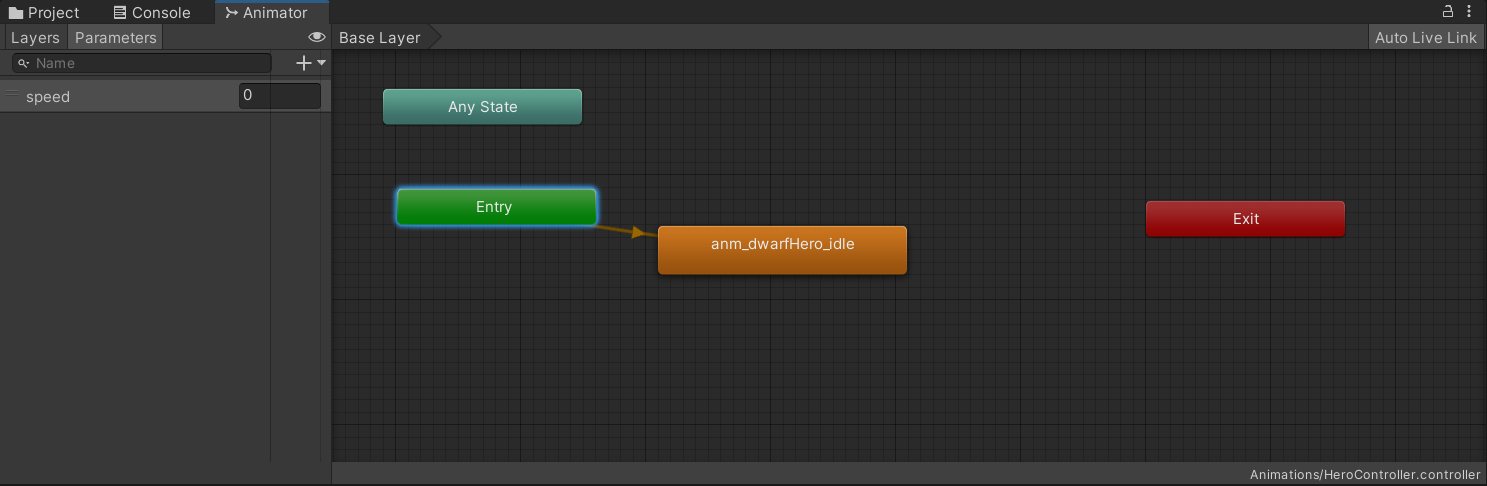 Project Console Animator
Layers Parameters Base Layer Auto Live Link
Name
speed 0
Any State
Entry
Exit
anm_dwarfHero_idle
Animations/HeroController.controller